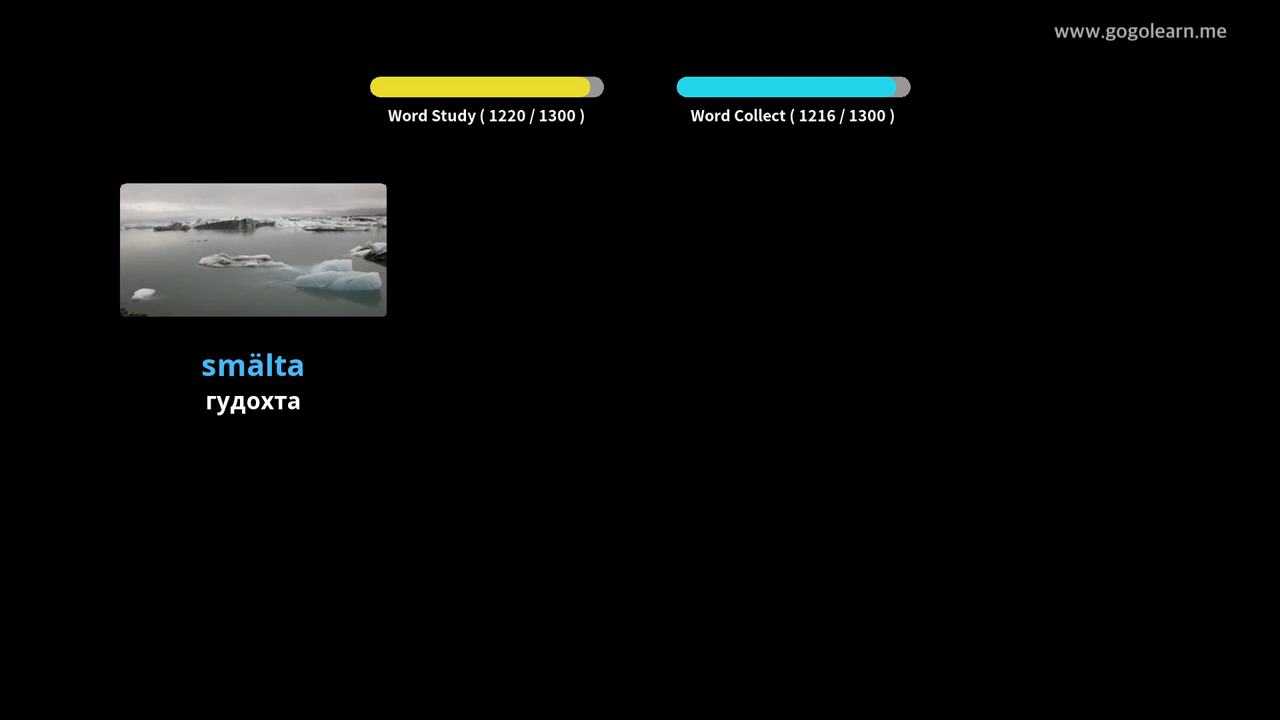 www.gogolearn.me
Word Study ( 1220 / 1300 )
Word Collect ( 1216 / 1300 )
smälta
гудохта